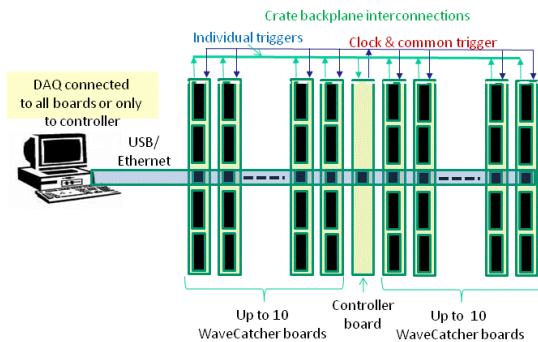 Crate backplane interconnections
Individual triggers
Clock & common trigger
DAQ connected
to all boards or only
to controller
USB/
Ethernet
Up to 10
WaveCatcher boards
Controller
board
Up to 10
WaveCatcher boards